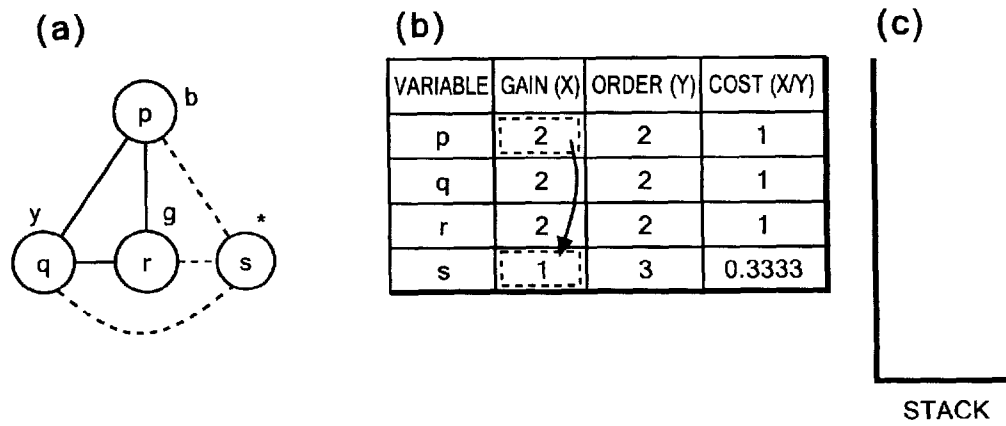 (a)
b
p
y
g
*
q
r
s
(b)
VARIABLE GAIN (X) ORDER (Y) COST (X/Y)
p 2 2 1
q 2 2 1
r 2 2 1
s 1 3 0.3333
(c)
STACK